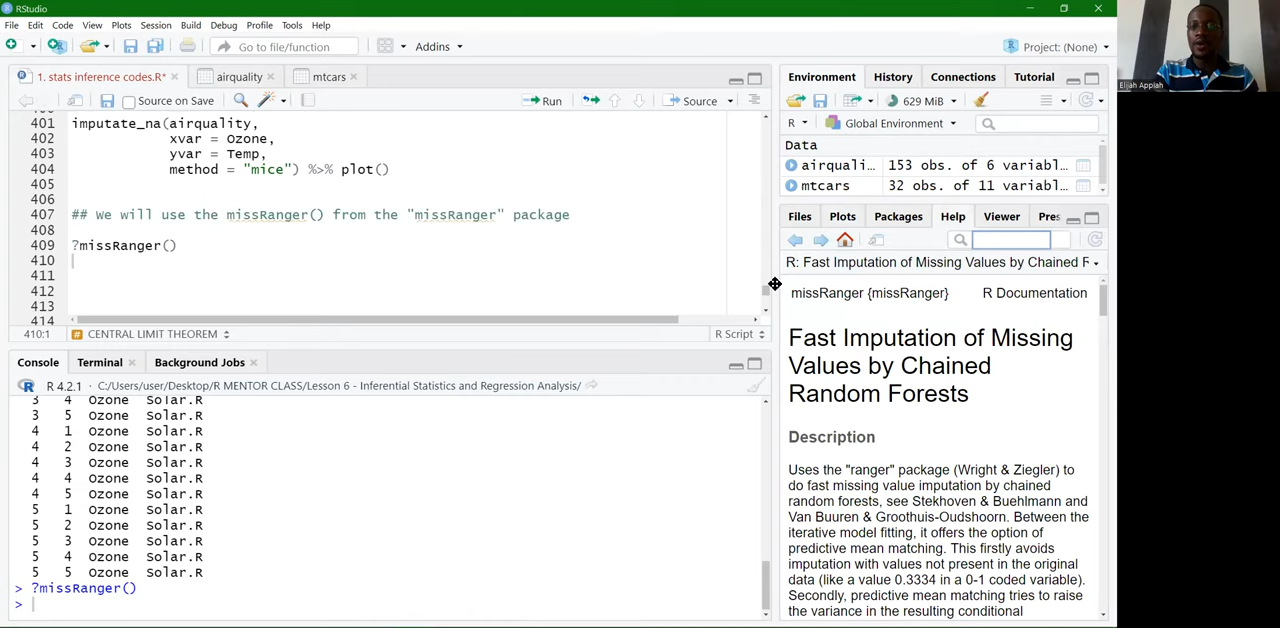 RStudio
File Edit Code View Plots Session Build Debug Profile Tools Help
Go to file/function Addins Project: (None)
1. stats inference codes.R* airquality mtcars
Source on Save Run Source
401 imputate_na(airquality,
402 xvar = Ozone,
403 yvar = Temp,
404 method = "mice") %>% plot()
405
406
407 ## We will use the missRanger() from the "missRanger" package
408
409 ?missRanger()
410
411
412
413
414
410:1 # CENTRAL LIMIT THEOREM R Script
Console Terminal Background Jobs
R 4.2.1 · C:/Users/user/Desktop/R MENTOR CLASS/Lesson 6 - Inferential Statistics and Regression Analysis/
3 4 Ozone Solar.R
3 5 Ozone Solar.R
4 1 Ozone Solar.R
4 2 Ozone Solar.R
4 3 Ozone Solar.R
4 4 Ozone Solar.R
4 5 Ozone Solar.R
5 1 Ozone Solar.R
5 2 Ozone Solar.R
5 3 Ozone Solar.R
5 4 Ozone Solar.R
5 5 Ozone Solar.R
> ?missRanger()
>
Environment History Connections Tutorial
629 MiB
R Global Environment
Data
airquali… 153 obs. of 6 variabl…
mtcars 32 obs. of 11 variabl…
Files Plots Packages Help Viewer Pres
R: Fast Imputation of Missing Values by Chained F
missRanger {missRanger} R Documentation
Fast Imputation of Missing
Values by Chained
Random Forests
Description
Uses the "ranger" package (Wright & Ziegler) to
do fast missing value imputation by chained
random forests, see Stekhoven & Buehlmann and
Van Buuren & Groothuis-Oudshoorn. Between the
iterative model fitting, it offers the option of
predictive mean matching. This firstly avoids
imputation with values not present in the original
data (like a value 0.3334 in a 0-1 coded variable).
Secondly, predictive mean matching tries to raise
the variance in the resulting conditional
Elijah Appiah